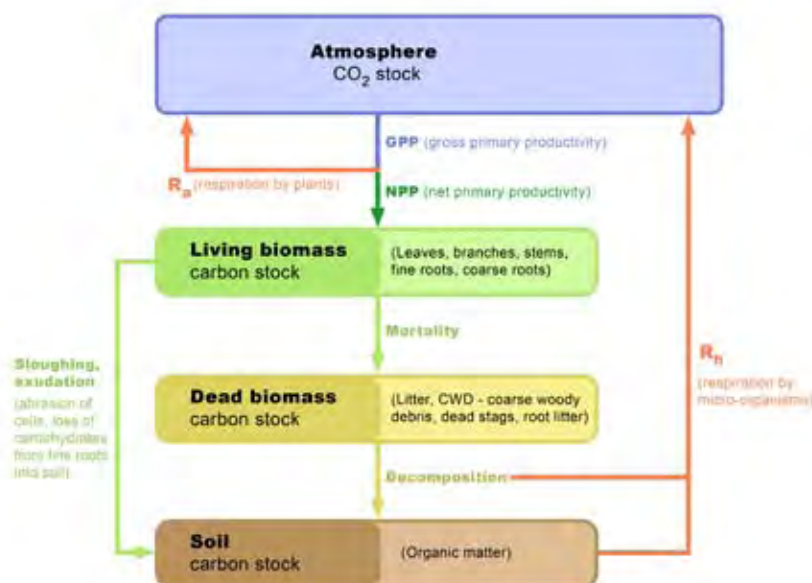 Atmosphere
CO₂ stock
GPP (gross primary productivity)
Rₐ (respiration by plants)
NPP (net primary productivity)
Living biomass
carbon stock
(Leaves, branches, stems,
fine roots, coarse roots)
Mortality
Sloughing,
exudation
(abrasion of
cells, loss of
carbohydrates
from fine roots
into soil)
Rₕ
(respiration by
micro-organisms)
Dead biomass
carbon stock
(Litter, CWD - coarse woody
debris, dead stags, root litter)
Decomposition
Soil
carbon stock
(Organic matter)